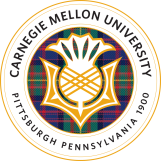 CARNEGIE MELLON UNIVERSITY
PITTSBURGH PENNSYLVANIA 1900